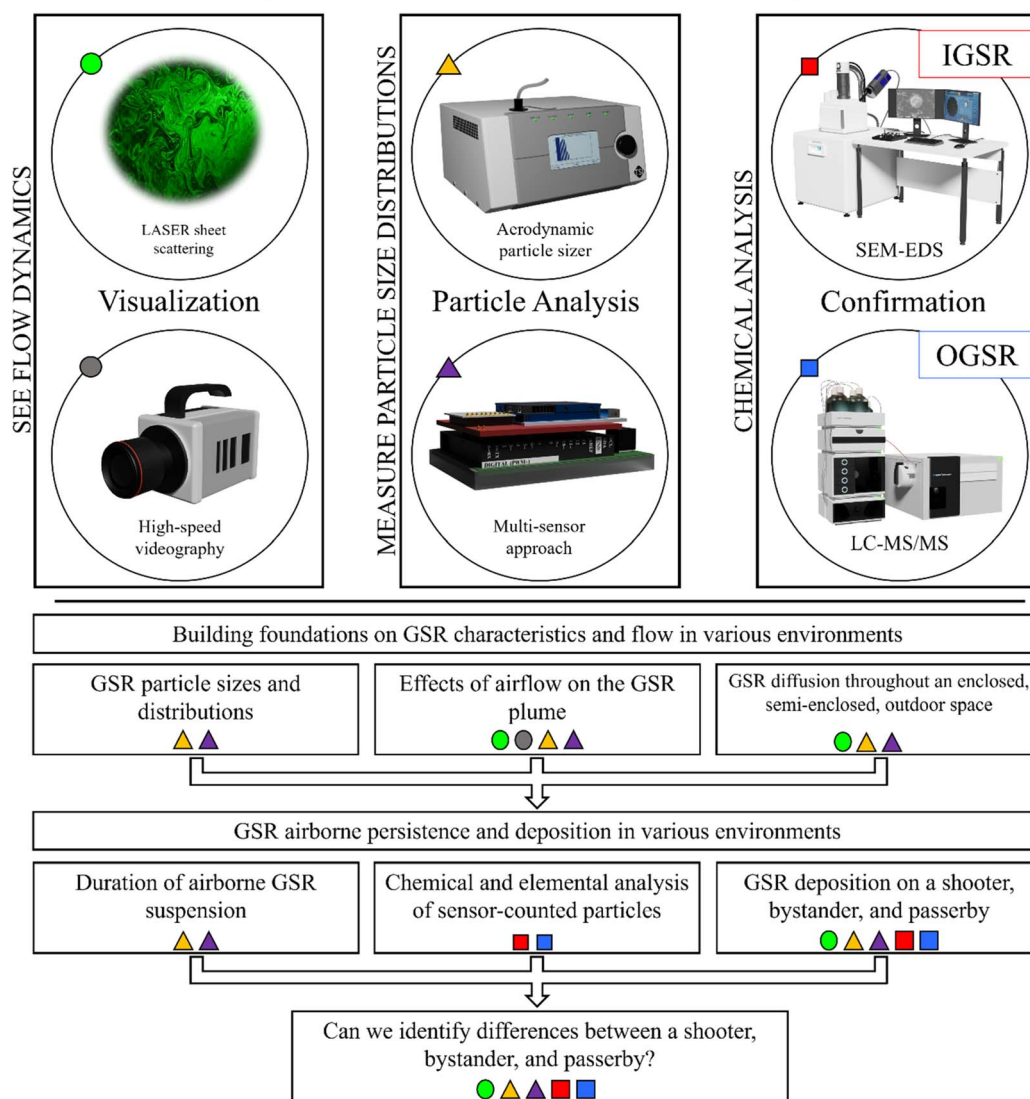 SEE FLOW DYNAMICS
LASER sheet
scattering
Visualization
High-speed
videography
MEASURE PARTICLE SIZE DISTRIBUTIONS
Aerodynamic
particle sizer
Particle Analysis
DIGITAL (PWM~)
Multi-sensor
approach
CHEMICAL ANALYSIS
IGSR
SEM-EDS
Confirmation
OGSR
LC-MS/MS
Building foundations on GSR characteristics and flow in various environments
GSR particle sizes and
distributions
Effects of airflow on the GSR
plume
GSR diffusion throughout an enclosed,
semi-enclosed, outdoor space
GSR airborne persistence and deposition in various environments
Duration of airborne GSR
suspension
Chemical and elemental analysis
of sensor-counted particles
GSR deposition on a shooter,
bystander, and passerby
Can we identify differences between a shooter,
bystander, and passerby?